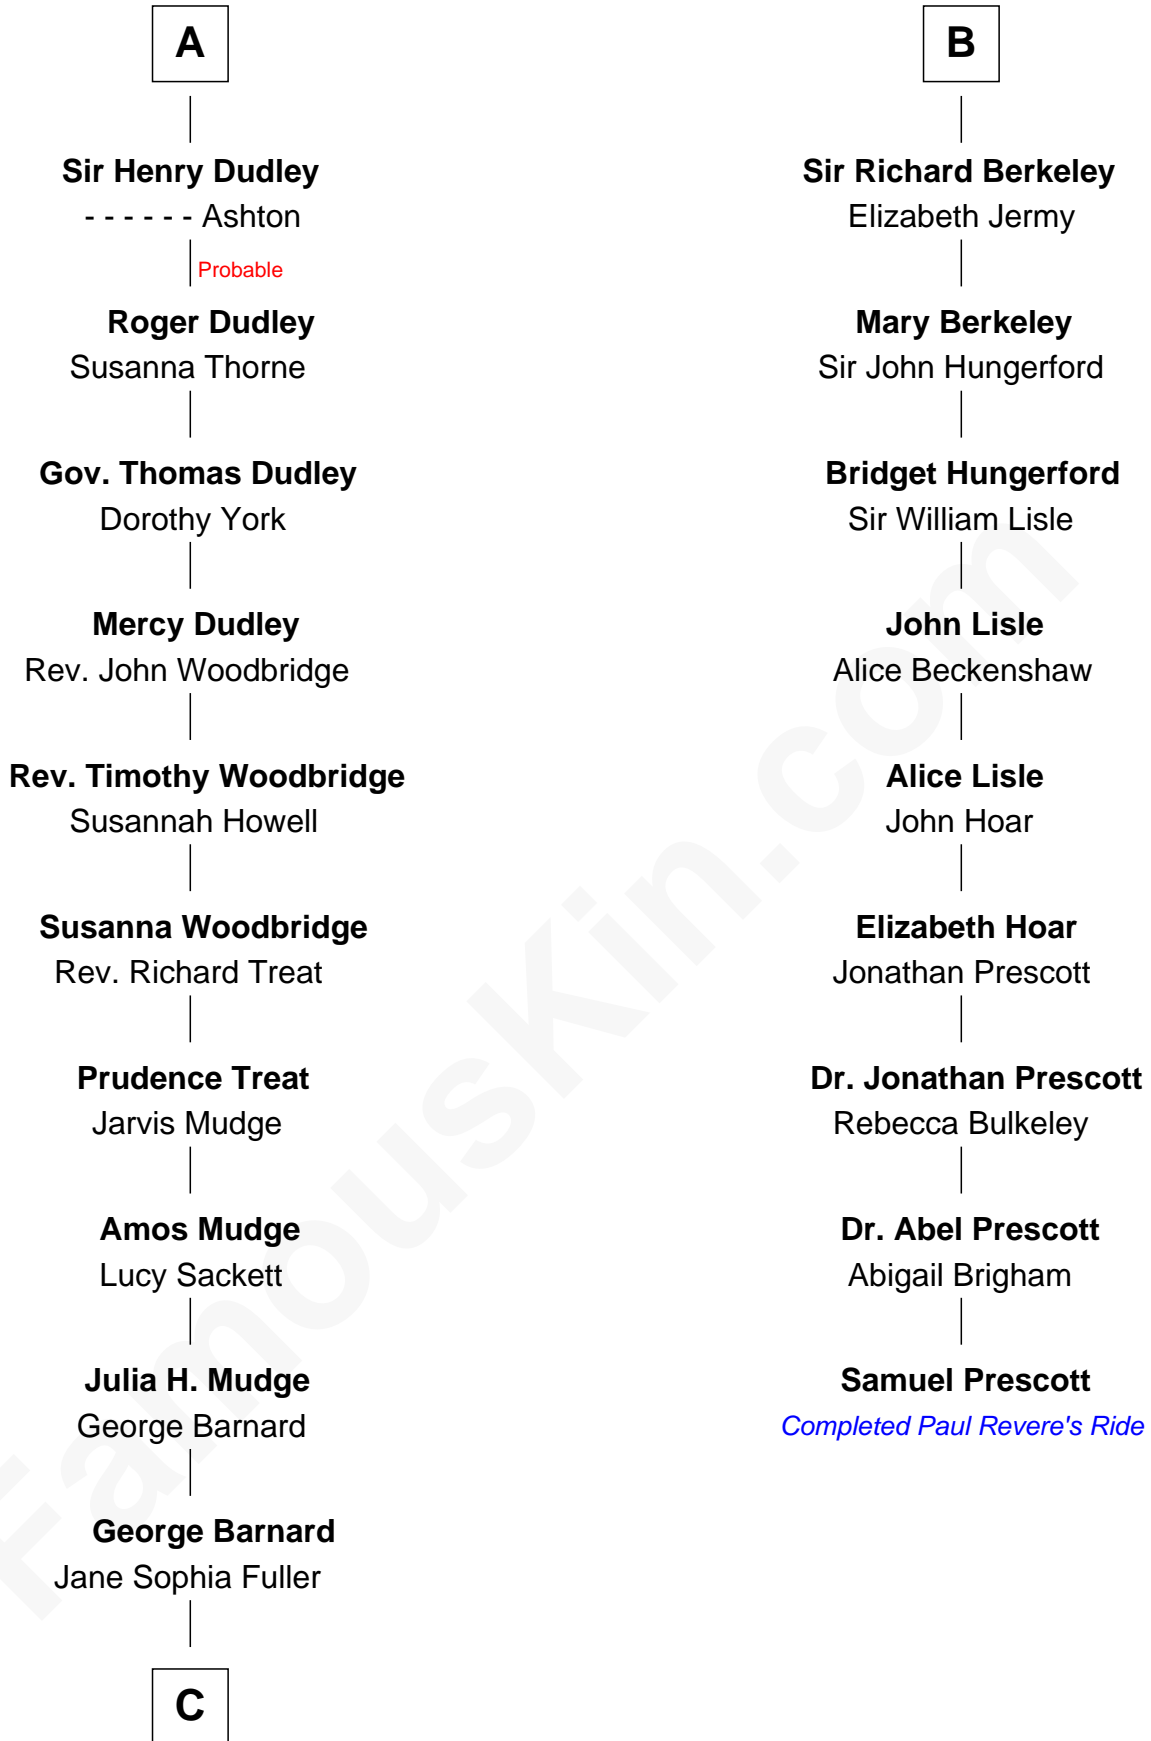 A
Sir Henry Dudley
- - - - - - Ashton
Probable
Roger Dudley
Susanna Thorne
Gov. Thomas Dudley
Dorothy York
Mercy Dudley
Rev. John Woodbridge
Rev. Timothy Woodbridge
Susannah Howell
Susanna Woodbridge
Rev. Richard Treat
Prudence Treat
Jarvis Mudge
Amos Mudge
Lucy Sackett
Julia H. Mudge
George Barnard
George Barnard
Jane Sophia Fuller
C
B
Sir Richard Berkeley
Elizabeth Jermy
Mary Berkeley
Sir John Hungerford
Bridget Hungerford
Sir William Lisle
John Lisle
Alice Beckenshaw
Alice Lisle
John Hoar
Elizabeth Hoar
Jonathan Prescott
Dr. Jonathan Prescott
Rebecca Bulkeley
Dr. Abel Prescott
Abigail Brigham
Samuel Prescott
Completed Paul Revere's Ride
FamousKin.com